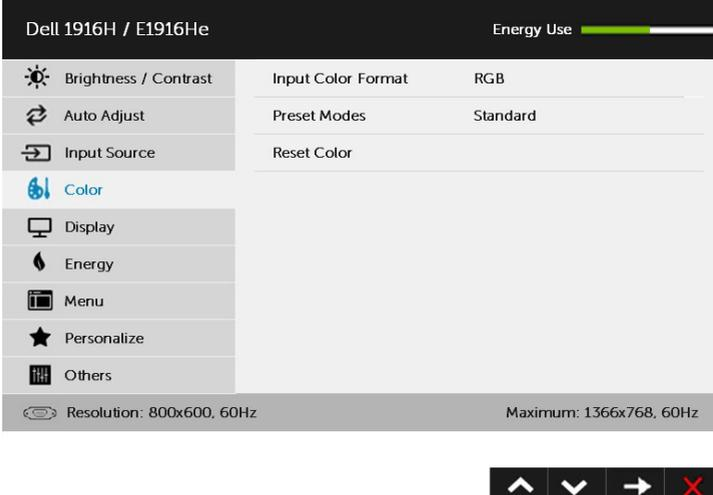 Dell 1916H / E1916He Energy Use
Brightness / Contrast Input Color Format RGB
Auto Adjust Preset Modes Standard
Input Source Reset Color
Color
Display
Energy
Menu
Personalize
Others
Resolution: 800x600, 60Hz Maximum: 1366x768, 60Hz